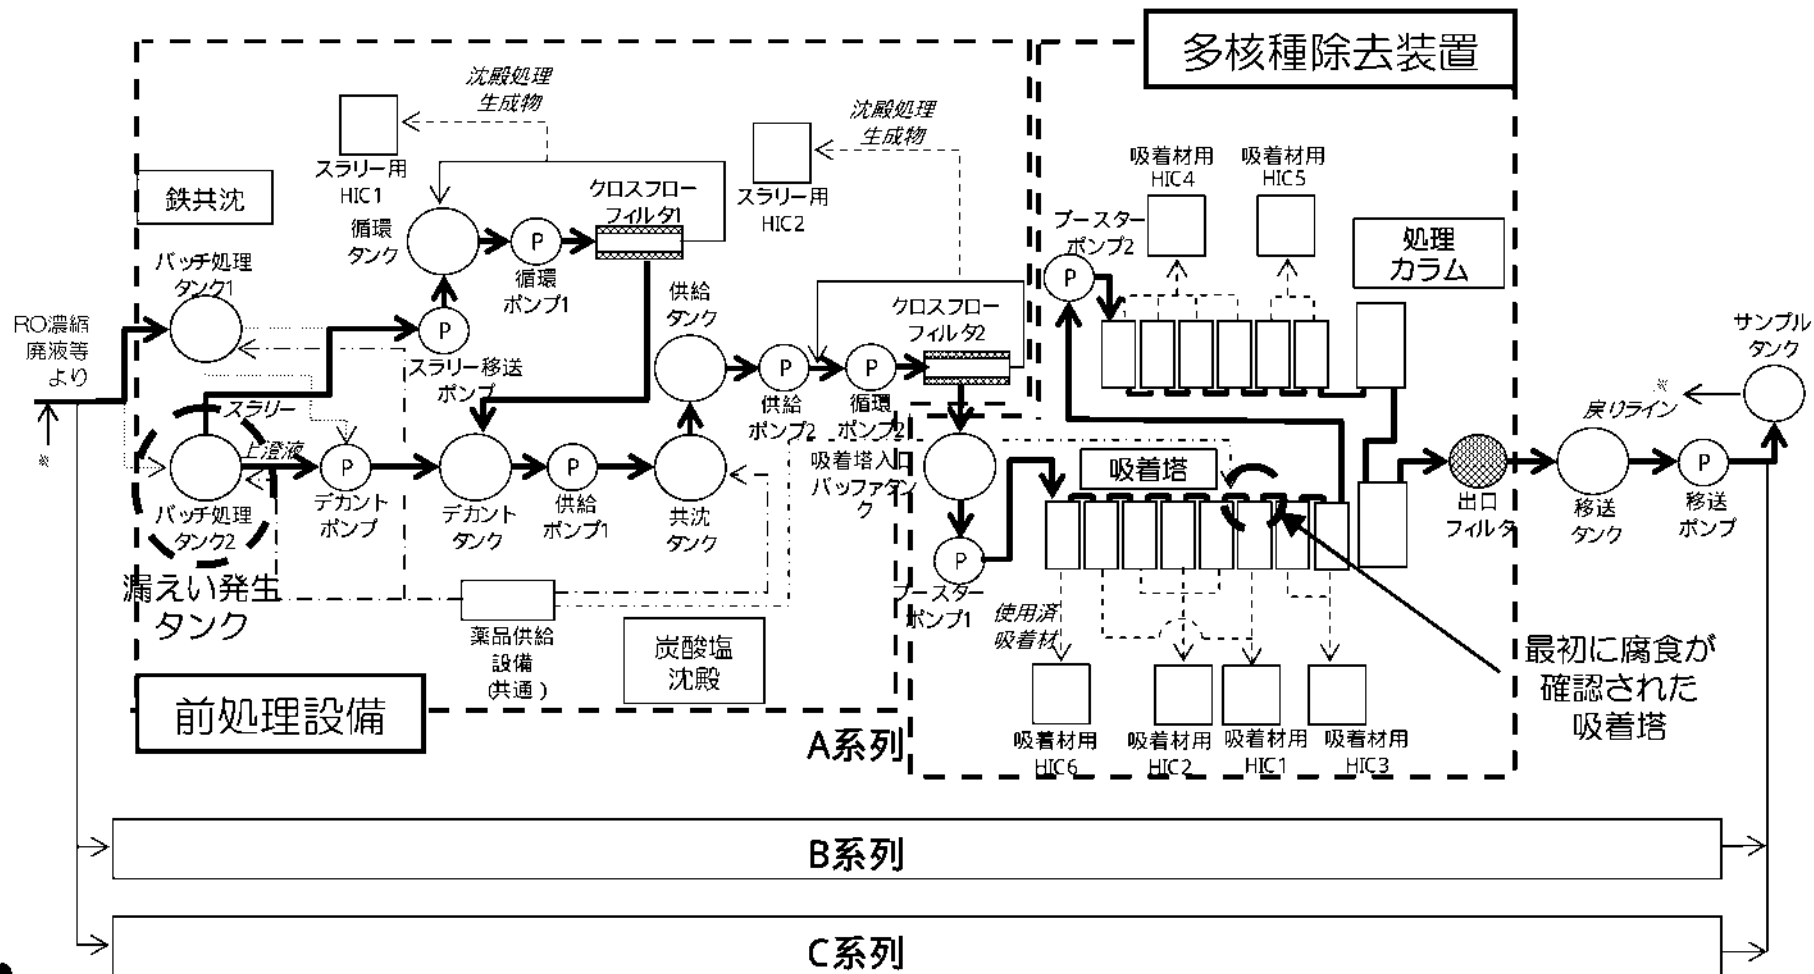 多核種除去装置
沈殿処理
生成物
沈殿処理
生成物
スラリー用
HIC1
スラリー用
HIC2
吸着材用
HIC4
吸着材用
HIC5
鉄共沈
循環
タンク
P
循環
ポンプ1
クロスフロー
フィルタ1
ブースター
ポンプ2
P
処理
カラム
バッチ処理
タンク1
RO濃縮
廃液等
より
※
P
スラリー移送
ポンプ
供給
タンク
P
供給
ポンプ2
P
循環
ポンプ2
クロスフロー
フィルタ2
サンプル
タンク
※
戻りライン
スラリー
上澄液
バッチ処理
タンク2
P
デカント
ポンプ
デカント
タンク
P
供給
ポンプ1
共沈
タンク
吸着塔入口
バッファタン
ク
吸着塔
出口
フィルタ
移送
タンク
P
移送
ポンプ
漏えい発生
タンク
P
ブースター
ポンプ1
使用済
吸着材
薬品供給
設備
(共通)
炭酸塩
沈殿
最初に腐食が
確認された
吸着塔
前処理設備
A系列
吸着材用
HIC6
吸着材用
HIC2
吸着材用
HIC1
吸着材用
HIC3
B系列
C系列